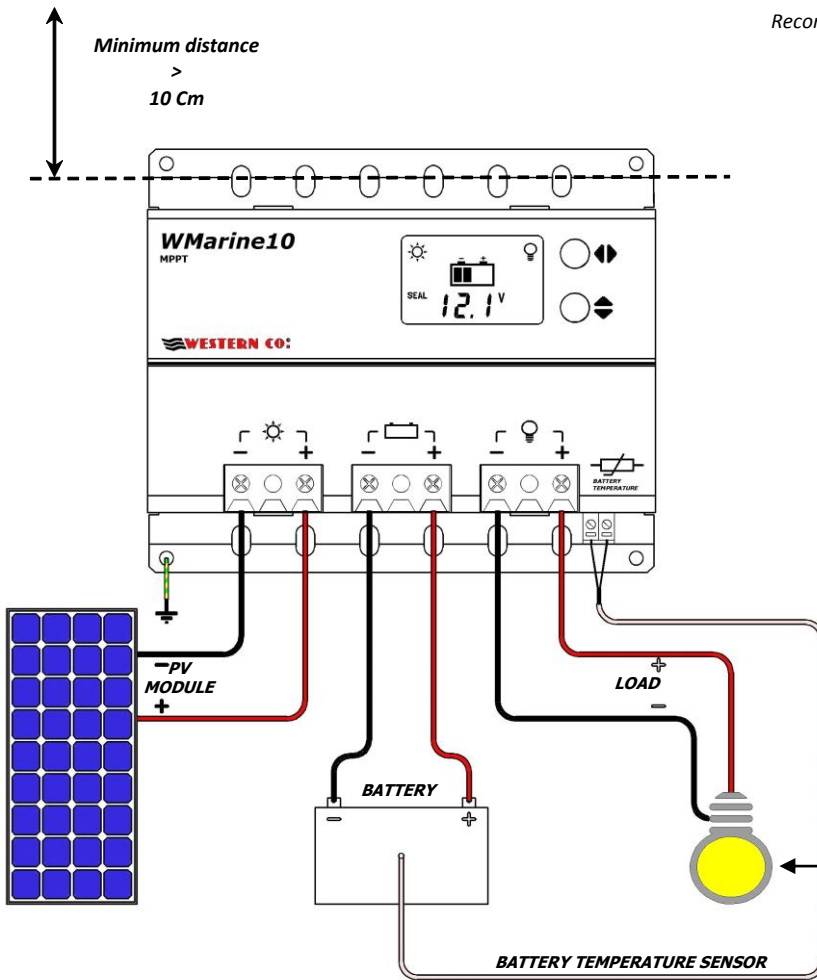 Minimum distance
>
10 Cm
WMarine10
MPPT
SEAL
12.1 V
WESTERN CO:
- +
- +
- +
BATTERY
TEMPERATURE
- PV
MODULE
+
+
LOAD
-
BATTERY
- +
BATTERY TEMPERATURE SENSOR